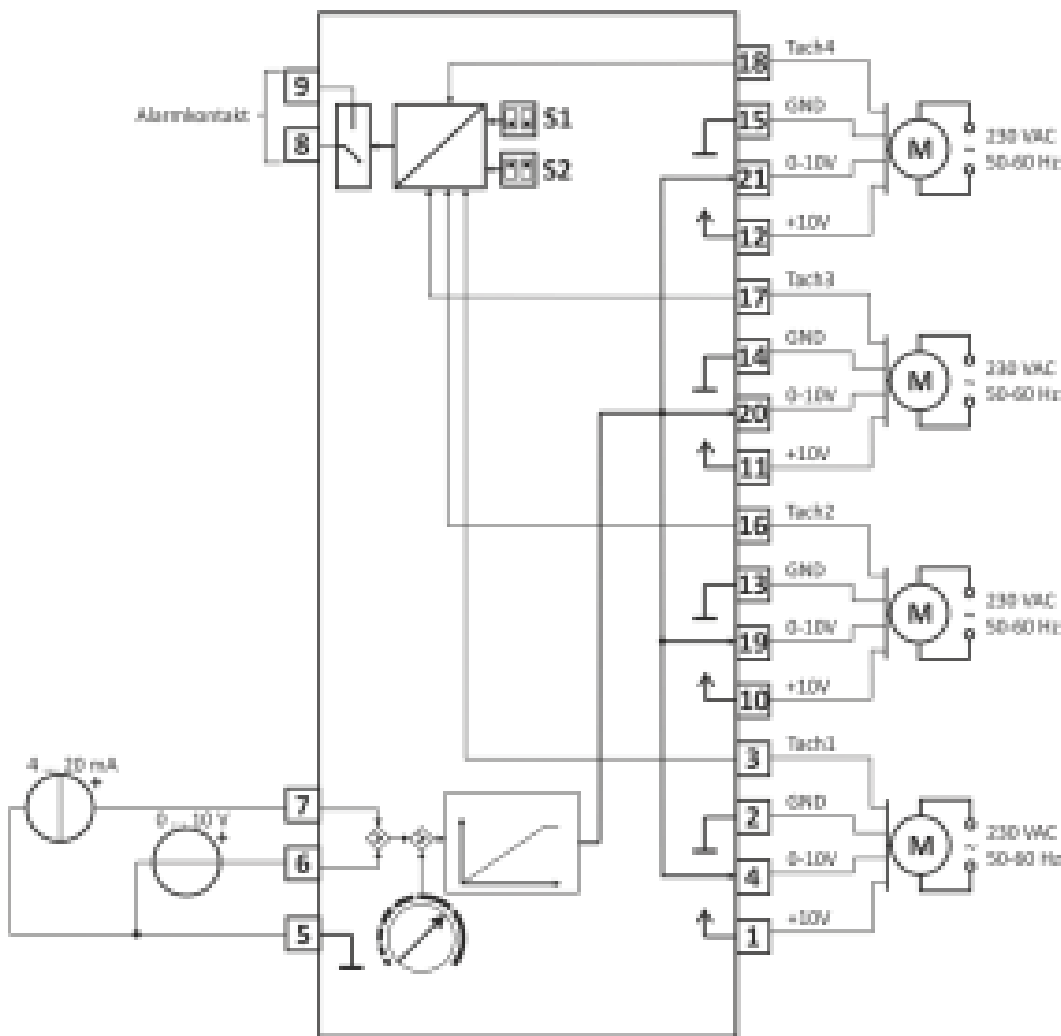 Alarmkontakt
9
8
S1
S2
18 Tach4
15 GND
21 0-10V
12 +10V
M
230 VAC
~
50-60 Hz
17 Tach3
14 GND
20 0-10V
11 +10V
M
230 VAC
~
50-60 Hz
16 Tach2
13 GND
19 0-10V
10 +10V
M
230 VAC
~
50-60 Hz
3 Tach1
2 GND
4 0-10V
1 +10V
M
230 VAC
~
50-60 Hz
4 ... 20 mA
+
7
0 ... 10 V
+
6
5